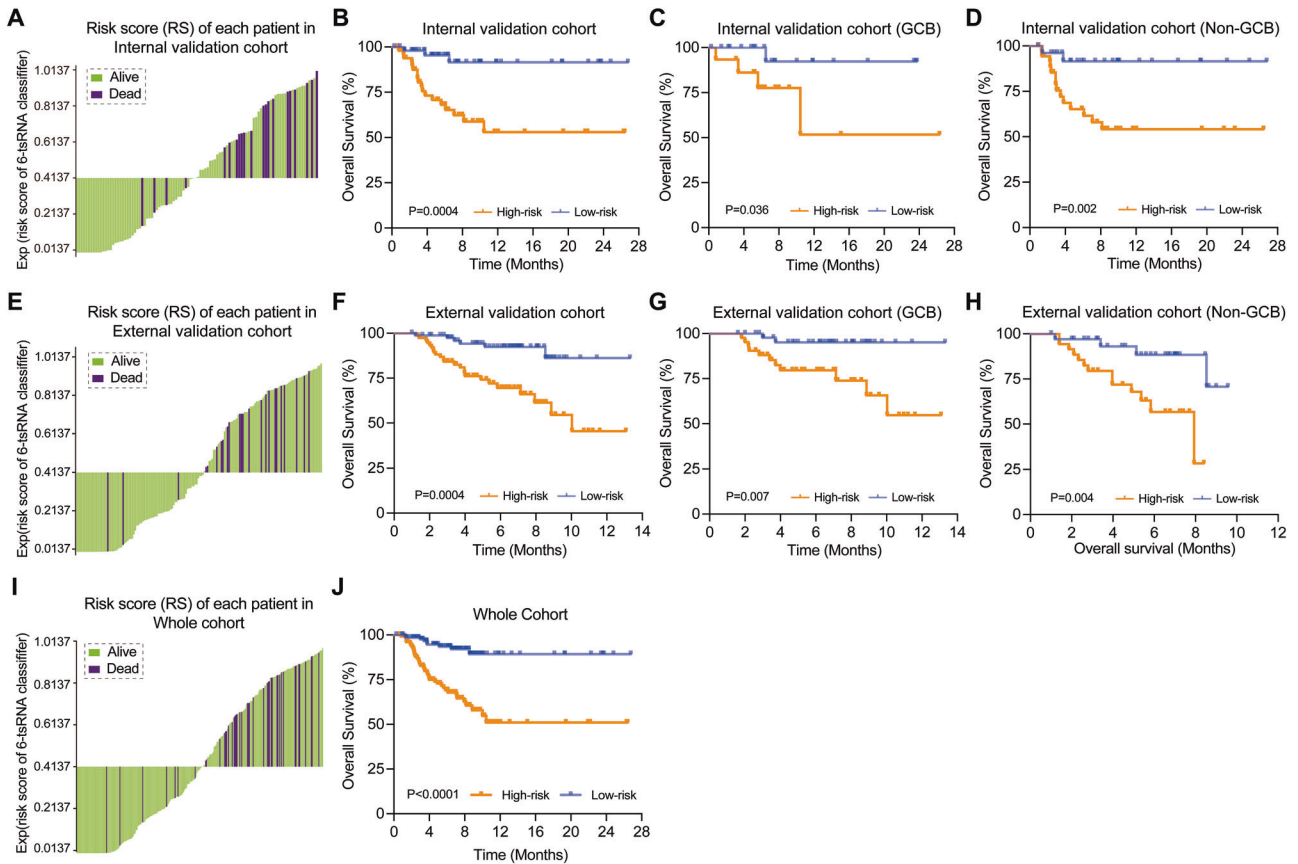 A
Risk score (RS) of each patient in
Internal validation cohort
Exp (risk score of 6-tsRNA classififfer)
1.0137
0.8137
0.6137
0.4137
0.2137
0.0137
Alive
Dead
B
Internal validation cohort
Overall Survival (%)
100
75
50
25
0
P=0.0004
High-risk
Low-risk
0 4 8 12 16 20 24 28
Time (Months)
C
Internal validation cohort (GCB)
Overall Survival (%)
100
75
50
25
0
P=0.036
High-risk
Low-risk
0 4 8 12 16 20 24 28
Time (Months)
D
Internal validation cohort (Non-GCB)
Overall Survival (%)
100
75
50
25
0
P=0.002
High-risk
Low-risk
0 4 8 12 16 20 24 28
Time (Months)
E
Risk score (RS) of each patient in
External validation cohort
Exp(risk score of 6-tsRNA classififfer)
1.0137
0.8137
0.6137
0.4137
0.2137
0.0137
Alive
Dead
F
External validation cohort
Overall Survival (%)
100
75
50
25
0
P=0.0004
High-risk
Low-risk
0 2 4 6 8 10 12 14
Time (Months)
G
External validation cohort (GCB)
Overall Survival (%)
100
75
50
25
0
P=0.007
High-risk
Low-risk
0 2 4 6 8 10 12 14
Time (Months)
H
External validation cohort (Non-GCB)
Overall Survival (%)
100
75
50
25
0
P=0.004
High-risk
Low-risk
0 2 4 6 8 10 12
Overall survival (Months)
I
Risk score (RS) of each patient in
Whole cohort
Exp(risk score of 6-tsRNA classififfer)
1.0137
0.8137
0.6137
0.4137
0.2137
0.0137
Alive
Dead
J
Whole Cohort
Overall Survival (%)
100
75
50
25
0
P<0.0001
High-risk
Low-risk
0 4 8 12 16 20 24 28
Time (Months)